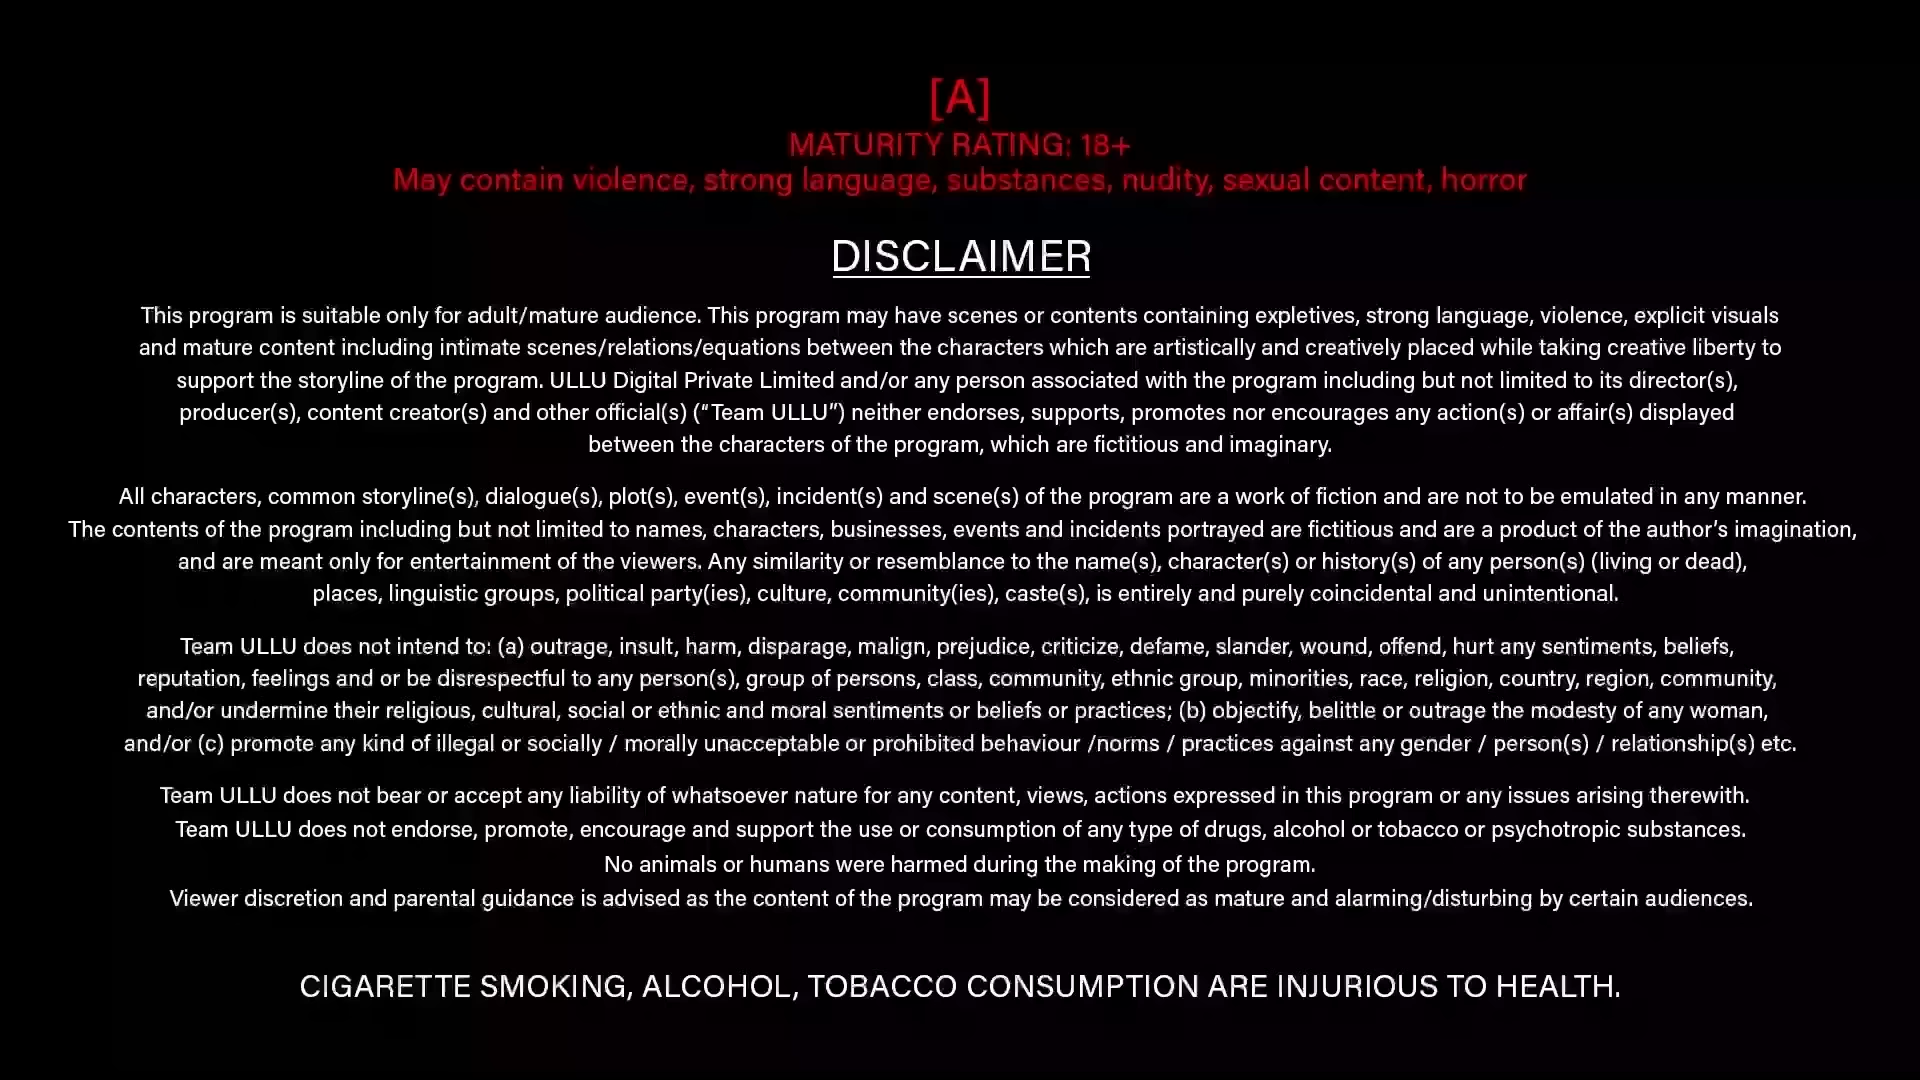 [A]
MATURITY RATING: 18+
May contain violence, strong language, substances, nudity, sexual content, horror
DISCLAIMER
This program is suitable only for adult/mature audience. This program may have scenes or contents containing expletives, strong language, violence, explicit visuals
and mature content including intimate scenes/relations/equations between the characters which are artistically and creatively placed while taking creative liberty to
support the storyline of the program. ULLU Digital Private Limited and/or any person associated with the program including but not limited to its director(s),
producer(s), content creator(s) and other official(s) (“Team ULLU”) neither endorses, supports, promotes nor encourages any action(s) or affair(s) displayed
between the characters of the program, which are fictitious and imaginary.
All characters, common storyline(s), dialogue(s), plot(s), event(s), incident(s) and scene(s) of the program are a work of fiction and are not to be emulated in any manner.
The contents of the program including but not limited to names, characters, businesses, events and incidents portrayed are fictitious and are a product of the author’s imagination,
and are meant only for entertainment of the viewers. Any similarity or resemblance to the name(s), character(s) or history(s) of any person(s) (living or dead),
places, linguistic groups, political party(ies), culture, community(ies), caste(s), is entirely and purely coincidental and unintentional.
Team ULLU does not intend to: (a) outrage, insult, harm, disparage, malign, prejudice, criticize, defame, slander, wound, offend, hurt any sentiments, beliefs,
reputation, feelings and or be disrespectful to any person(s), group of persons, class, community, ethnic group, minorities, race, religion, country, region, community,
and/or undermine their religious, cultural, social or ethnic and moral sentiments or beliefs or practices; (b) objectify, belittle or outrage the modesty of any woman,
and/or (c) promote any kind of illegal or socially / morally unacceptable or prohibited behaviour /norms / practices against any gender / person(s) / relationship(s) etc.
Team ULLU does not bear or accept any liability of whatsoever nature for any content, views, actions expressed in this program or any issues arising therewith.
Team ULLU does not endorse, promote, encourage and support the use or consumption of any type of drugs, alcohol or tobacco or psychotropic substances.
No animals or humans were harmed during the making of the program.
Viewer discretion and parental guidance is advised as the content of the program may be considered as mature and alarming/disturbing by certain audiences.
CIGARETTE SMOKING, ALCOHOL, TOBACCO CONSUMPTION ARE INJURIOUS TO HEALTH.